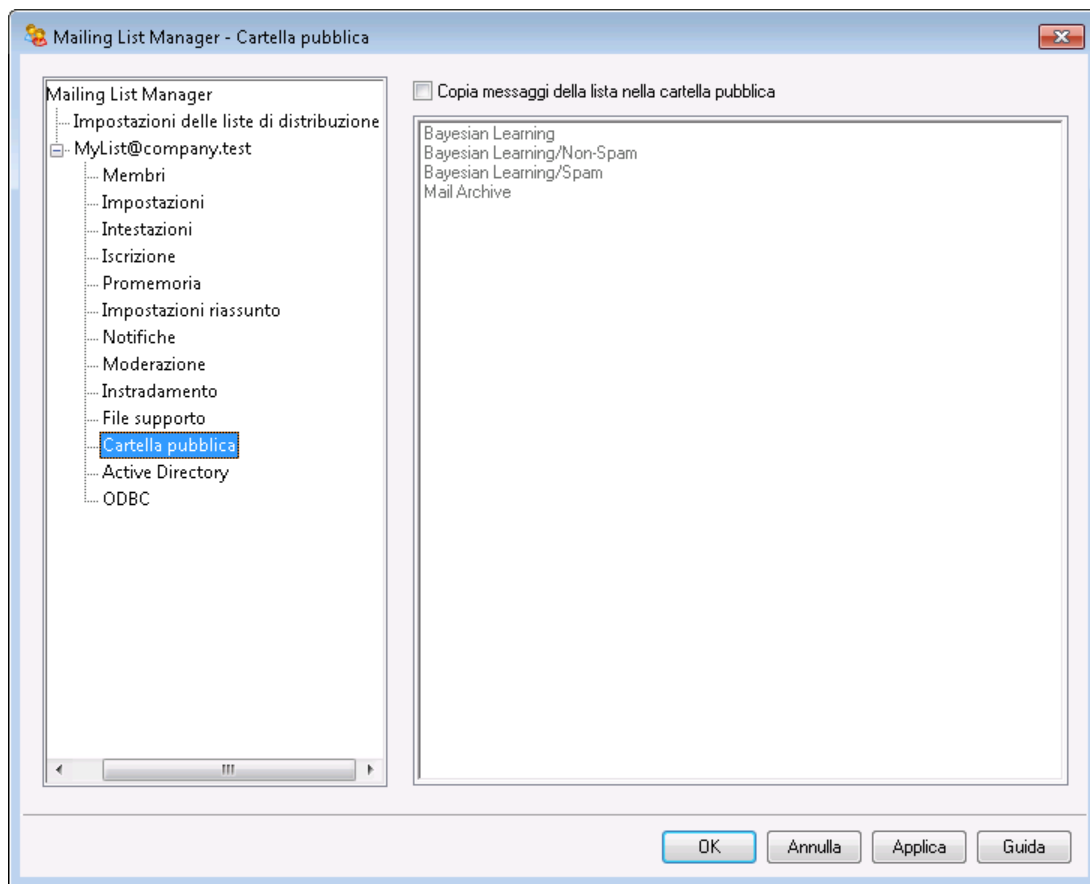 Mailing List Manager - Cartella pubblica
Mailing List Manager
Impostazioni delle liste di distribuzione
MyList@company.test
Membri
Impostazioni
Intestazioni
Iscrizione
Promemoria
Impostazioni riassunto
Notifiche
Moderazione
Instradamento
File supporto
Cartella pubblica
Active Directory
ODBC
Copia messaggi della lista nella cartella pubblica
Bayesian Learning
Bayesian Learning/Non-Spam
Bayesian Learning/Spam
Mail Archive
OK
Annulla
Applica
Guida